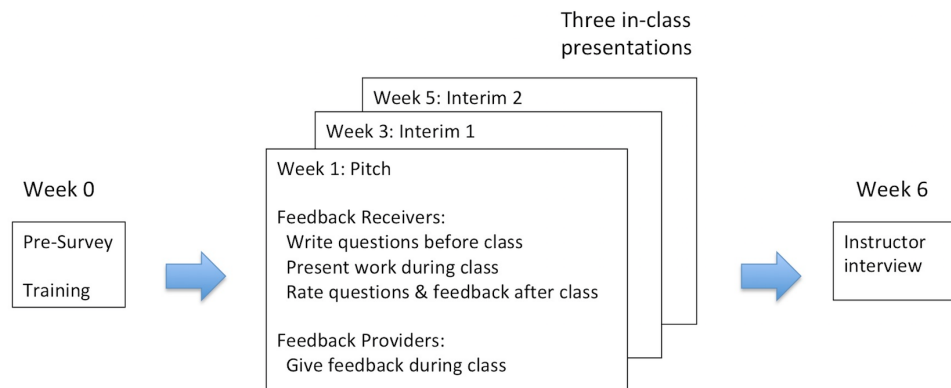 Three in-class
presentations
Week 5: Interim 2
Week 3: Interim 1
Week 1: Pitch
Feedback Receivers:
Write questions before class
Present work during class
Rate questions & feedback after class
Feedback Providers:
Give feedback during class
Week 0
Pre-Survey
Training
Week 6
Instructor
interview